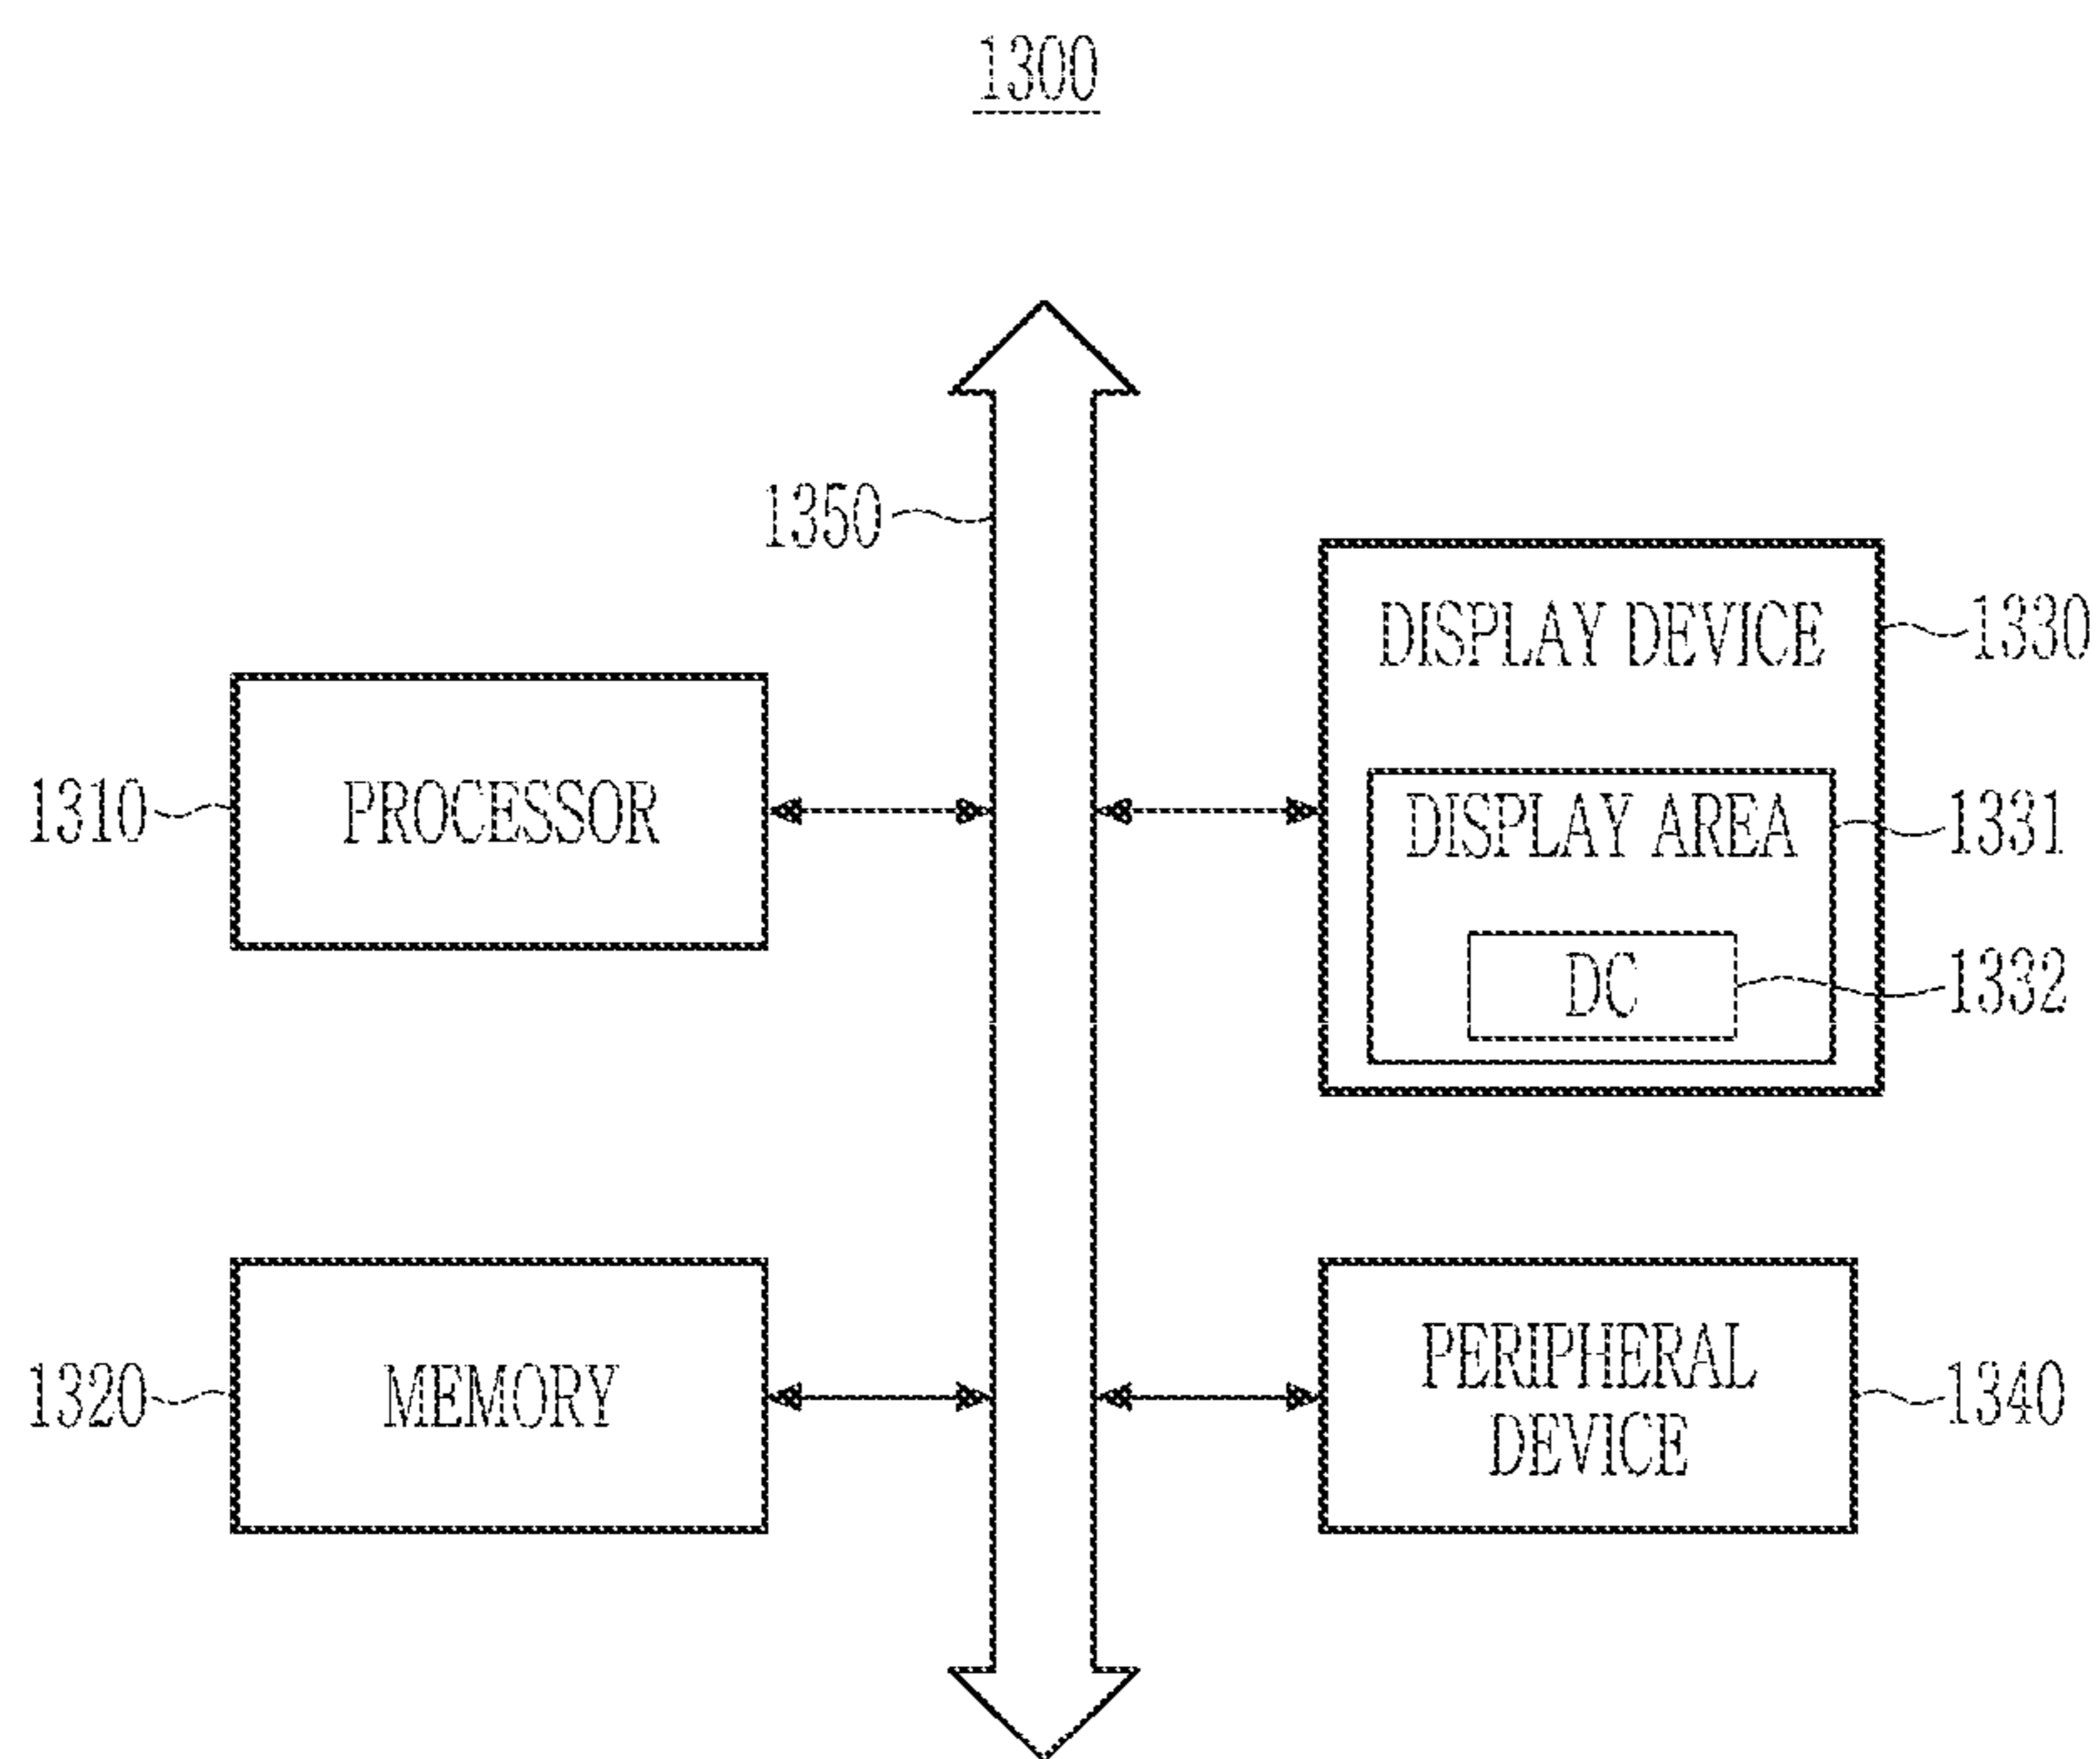 1300
1350
DISPLAY DEVICE
1330
1310
PROCESSOR
DISPLAY AREA
1331
DC
1332
1320
MEMORY
PERIPHERAL
DEVICE
1340